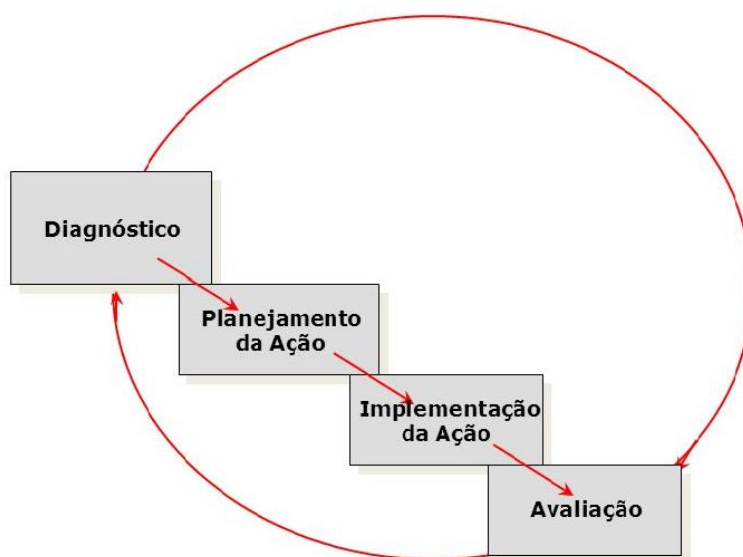 Diagnóstico
Planejamento
da Ação
Implementação
da Ação
Avaliação